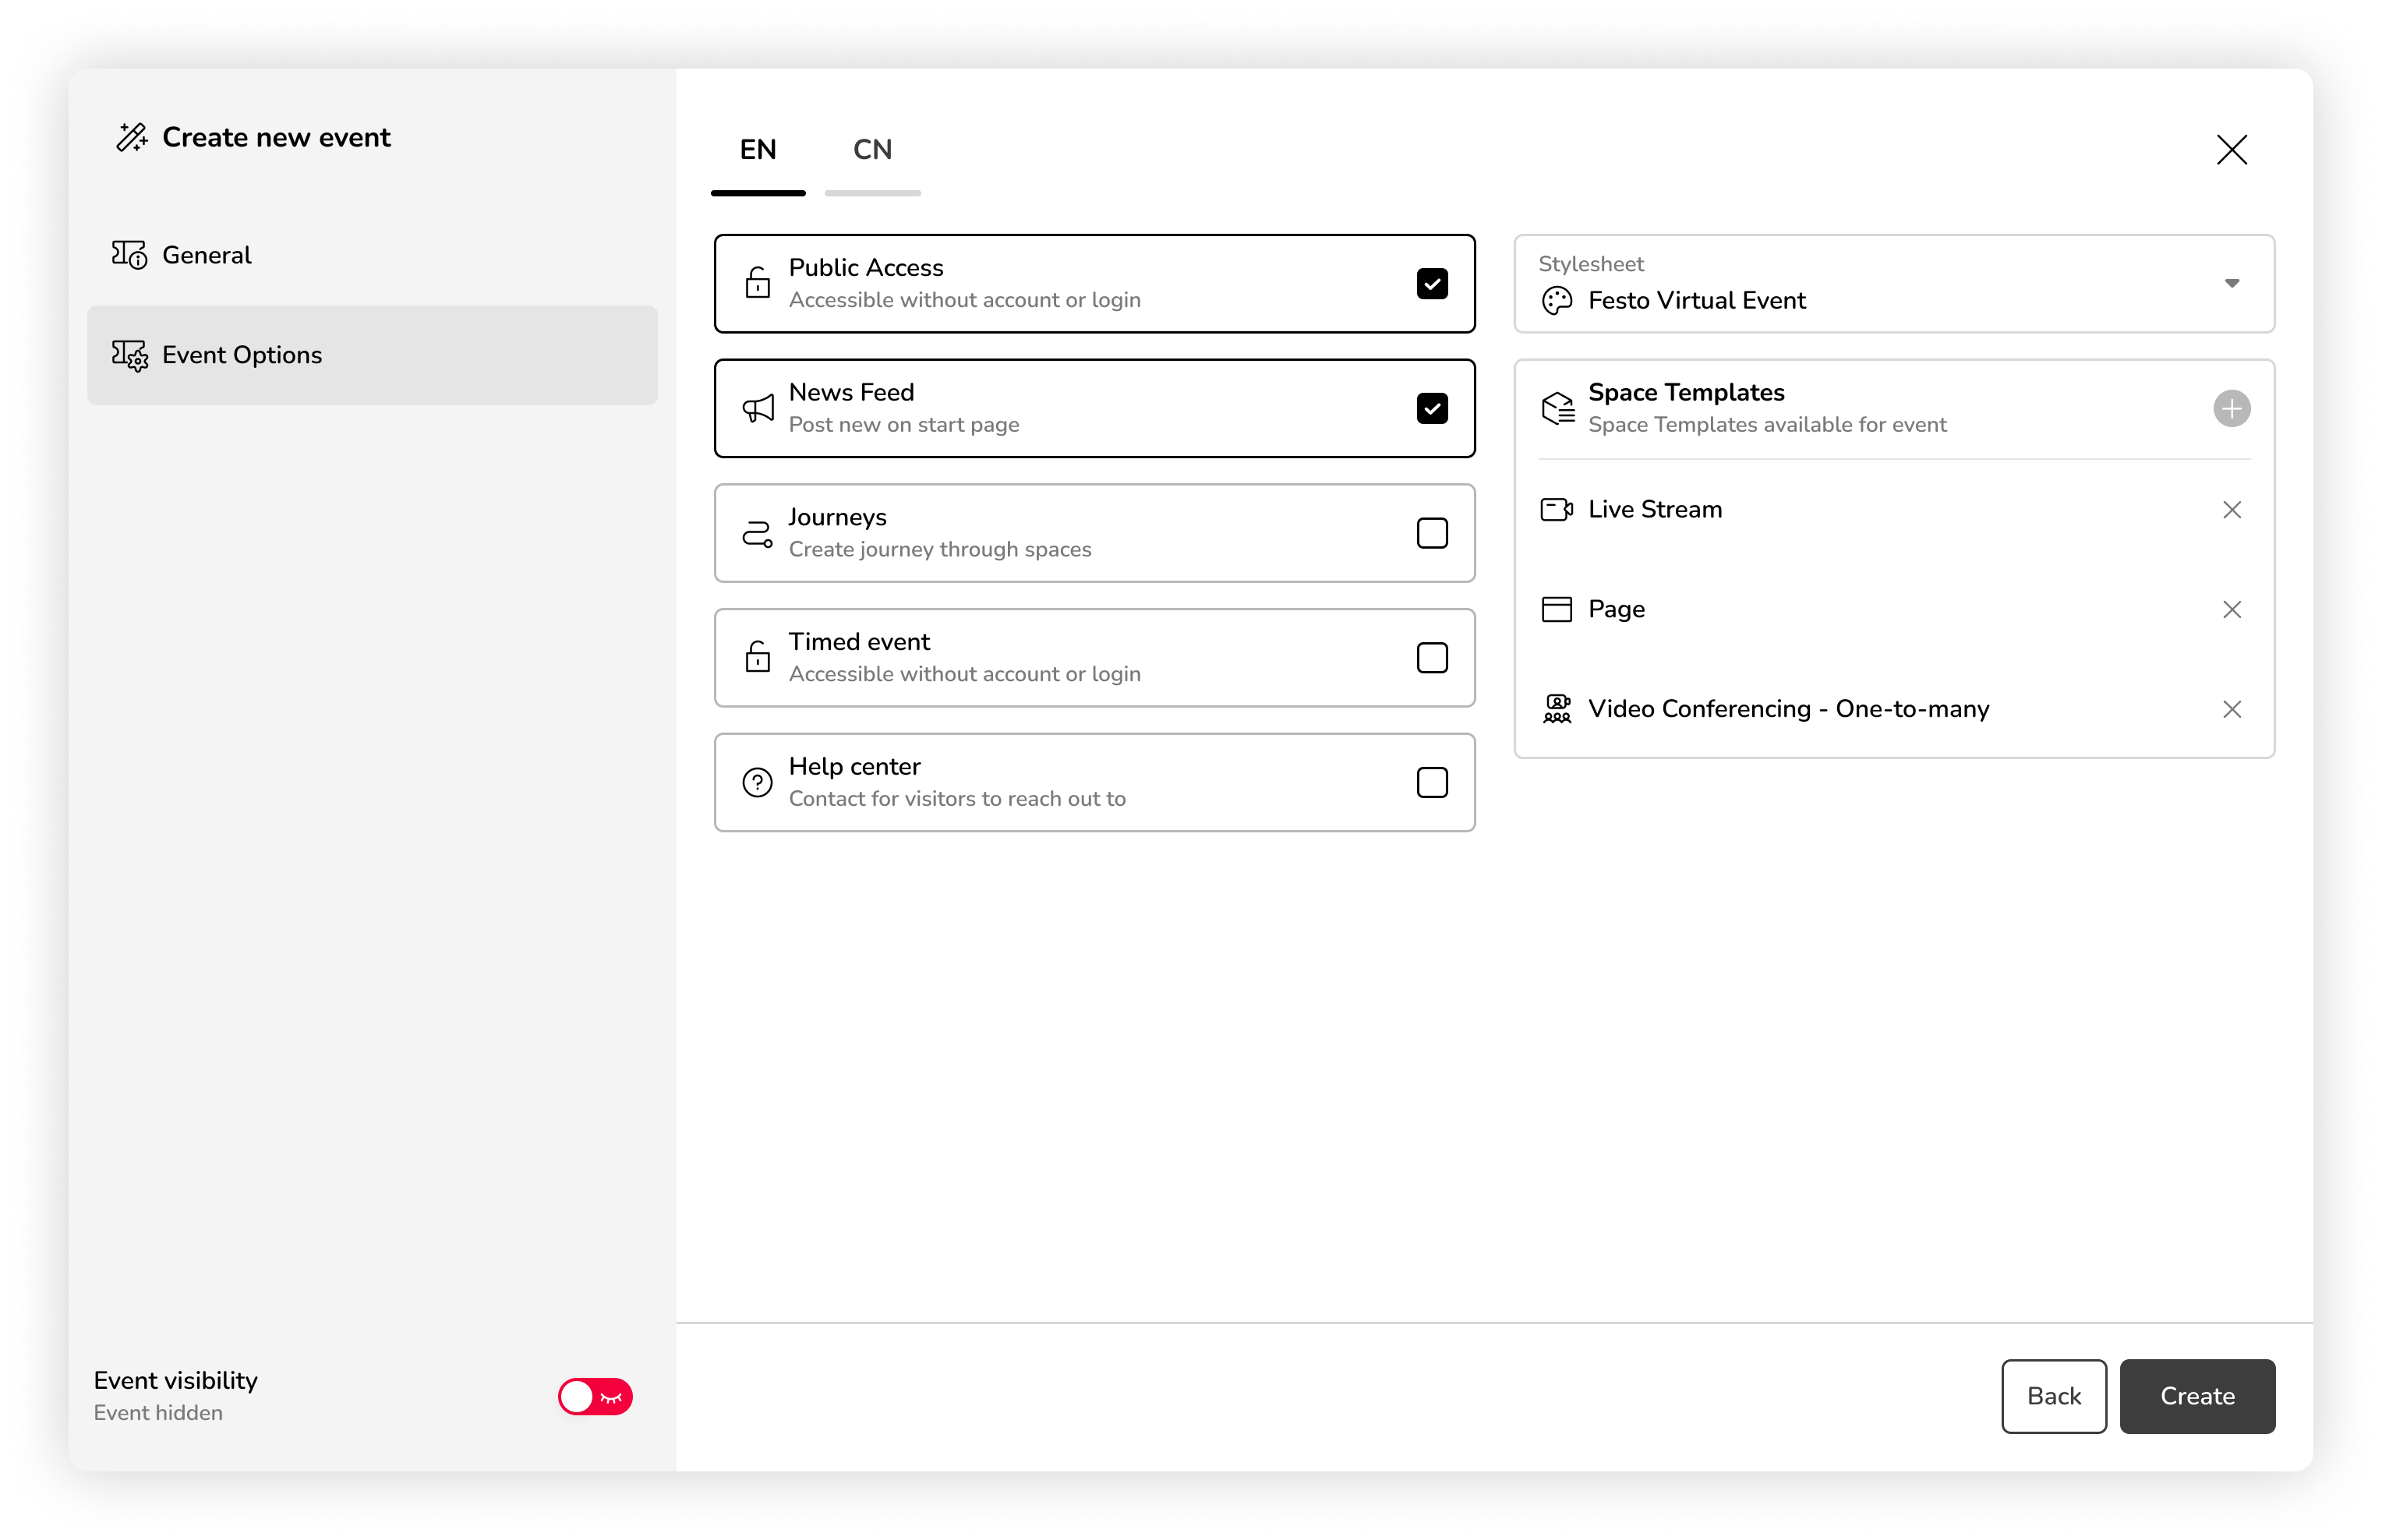 Create new event
General
Event Options
Event visibility
Event hidden
EN
CN
Public Access
Accessible without account or login
News Feed
Post new on start page
Journeys
Create journey through spaces
Timed event
Accessible without account or login
Help center
Contact for visitors to reach out to
Stylesheet
Festo Virtual Event
Space Templates
Space Templates available for event
Live Stream
Page
Video Conferencing - One-to-many
Back
Create